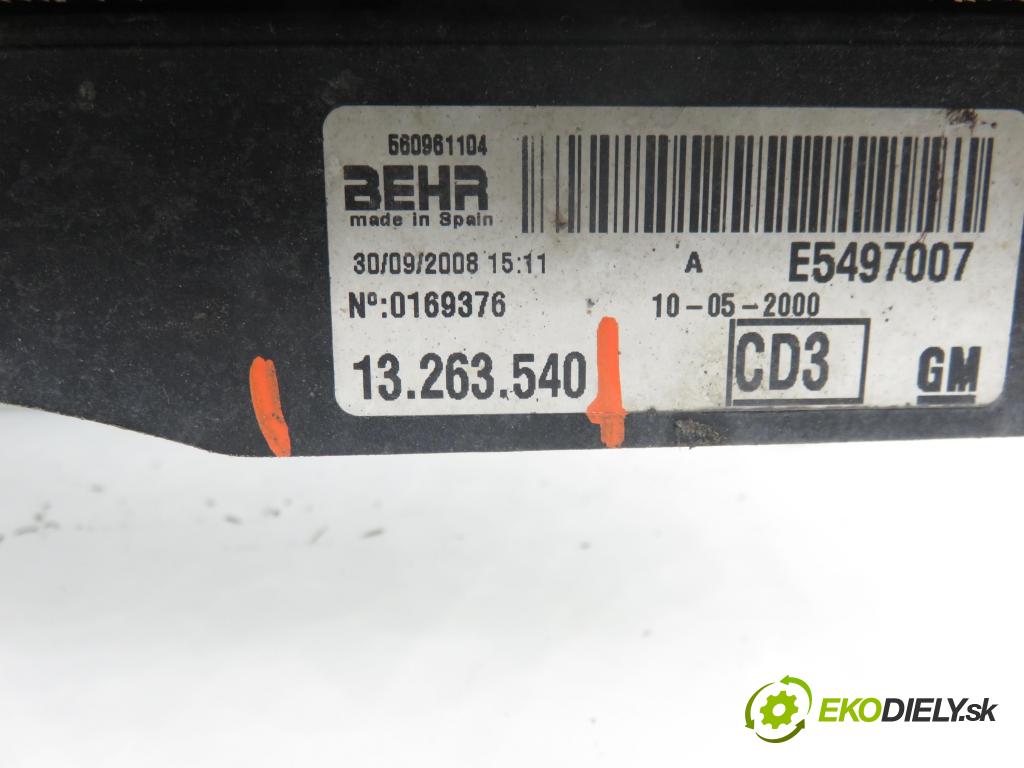 560961104
BEHR
made in Spain
30/09/2008 15:11 A E5497007
Nº:0169376 10-05-2000
13.263.540 CD3 GM
EKODIELY.sk